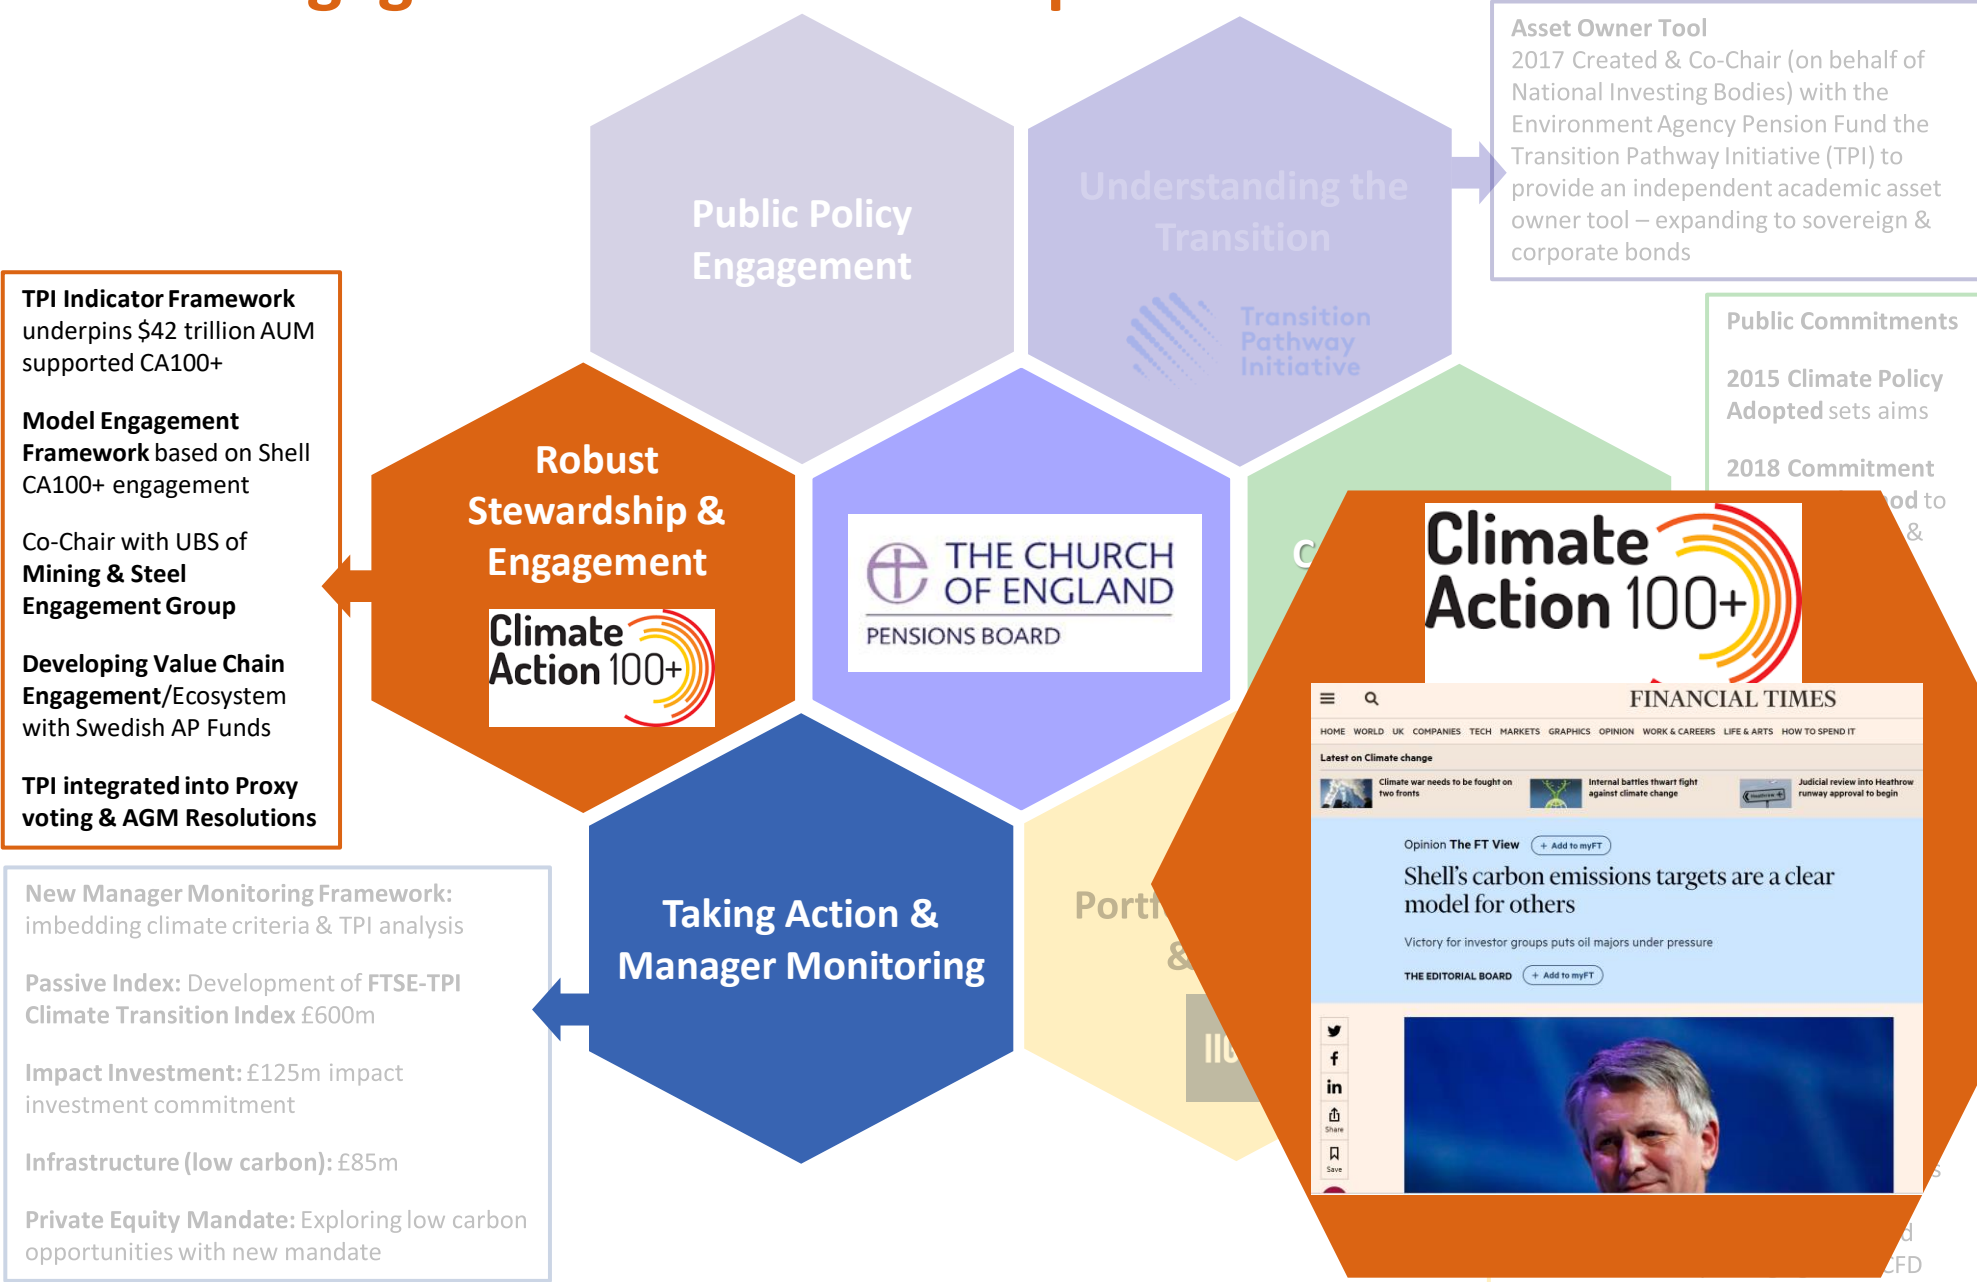 Asset Owner Tool
2017 Created & Co-Chair (on behalf of
National Investing Bodies) with the
Environment Agency Pension Fund the
Transition Pathway Initiative (TPI) to
provide an independent academic asset
owner tool – expanding to sovereign &
corporate bonds
Public Policy
Engagement
Understanding the
Transition
Transition
Pathway
Initiative
TPI Indicator Framework
underpins $42 trillion AUM
supported CA100+
Model Engagement
Framework based on Shell
CA100+ engagement
Co-Chair with UBS of
Mining & Steel
Engagement Group
Developing Value Chain
Engagement/Ecosystem
with Swedish AP Funds
TPI integrated into Proxy
voting & AGM Resolutions
Robust
Stewardship &
Engagement
Climate
Action 100+
THE CHURCH
OF ENGLAND
PENSIONS BOARD
Public Commitments
2015 Climate Policy
Adopted sets aims
2018 Commitment
to
&
Climate
Action 100+
FINANCIAL TIMES
HOME WORLD UK COMPANIES TECH MARKETS GRAPHICS OPINION WORK & CAREERS LIFE & ARTS HOW TO SPEND IT
Latest on Climate change
Climate war needs to be fought on
two fronts
Internal battles thwart fight
against climate change
Heathrow
Judicial review into Heathrow
runway approval to begin
Opinion The FT View + Add to myFT
Shell's carbon emissions targets are a clear
model for others
Victory for investor groups puts oil majors under pressure
THE EDITORIAL BOARD + Add to myFT
Share
Save
Taking Action &
Manager Monitoring
&
New Manager Monitoring Framework:
imbedding climate criteria & TPI analysis
Passive Index: Development of FTSE-TPI
Climate Transition Index £600m
Impact Investment: £125m impact
investment commitment
Infrastructure (low carbon): £85m
Private Equity Mandate: Exploring low carbon
opportunities with new mandate